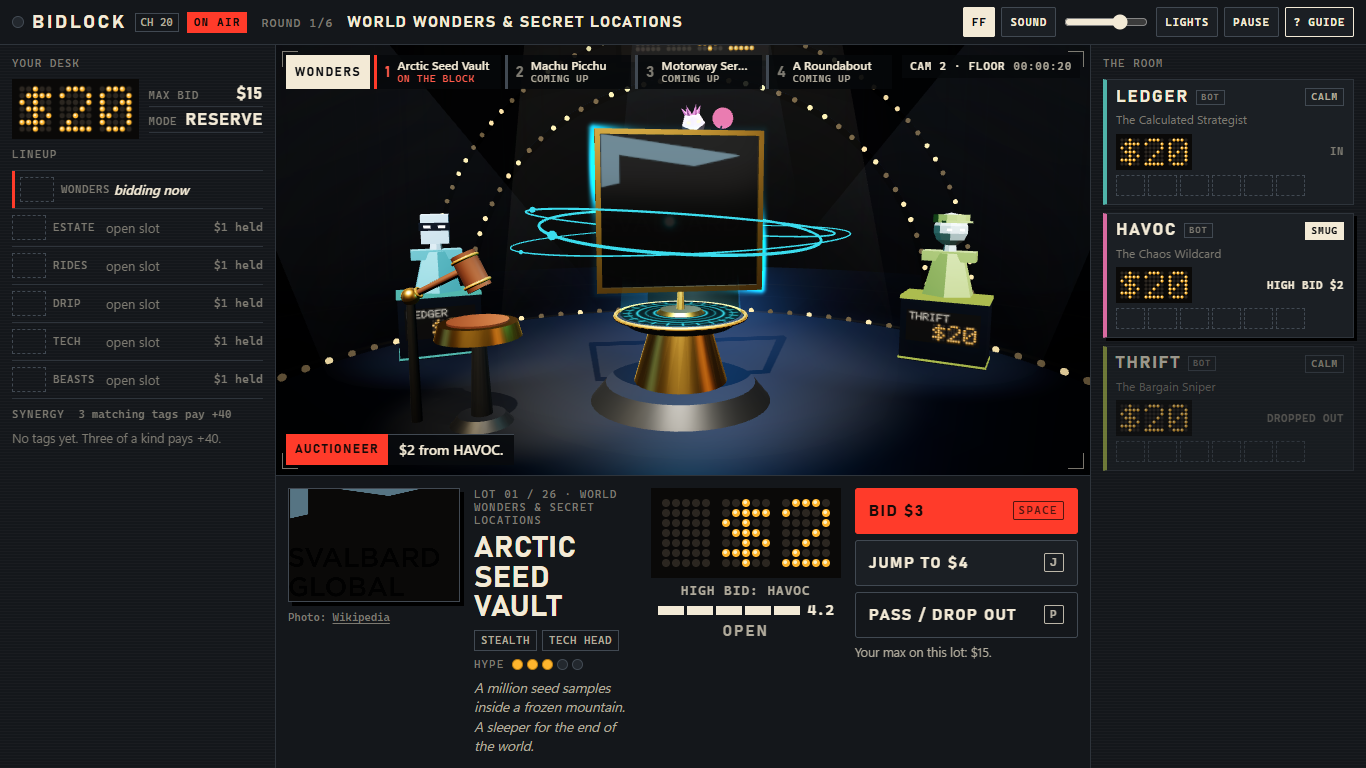 BIDLOCK CH 20 ON AIR ROUND 1/6 WORLD WONDERS & SECRET LOCATIONS FF SOUND LIGHTS PAUSE ? GUIDE
YOUR DESK
$20
MAX BID $15
MODE RESERVE
LINEUP
WONDERS bidding now
ESTATE open slot $1 held
RIDES open slot $1 held
DRIP open slot $1 held
TECH open slot $1 held
BEASTS open slot $1 held
SYNERGY 3 matching tags pay +40
No tags yet. Three of a kind pays +40.
WONDERS
1 Arctic Seed Vault
ON THE BLOCK
2 Machu Picchu
COMING UP
3 Motorway Ser...
COMING UP
4 A Roundabout
COMING UP
CAM 2 · FLOOR 00:00:20
EDGER
$
THRIFT
$20
AUCTIONEER $2 from HAVOC.
SVALBARD
GLOBAL
Photo: Wikipedia
LOT 01 / 26 · WORLD
WONDERS & SECRET
LOCATIONS
ARCTIC
SEED
VAULT
STEALTH TECH HEAD
HYPE
A million seed samples
inside a frozen mountain.
A sleeper for the end of
the world.
$2
HIGH BID: HAVOC
4.2
OPEN
BID $3 SPACE
JUMP TO $4 J
PASS / DROP OUT P
Your max on this lot: $15.
THE ROOM
LEDGER BOT CALM
The Calculated Strategist
$20 IN
HAVOC BOT SMUG
The Chaos Wildcard
$20 HIGH BID $2
THRIFT BOT CALM
The Bargain Sniper
$20 DROPPED OUT